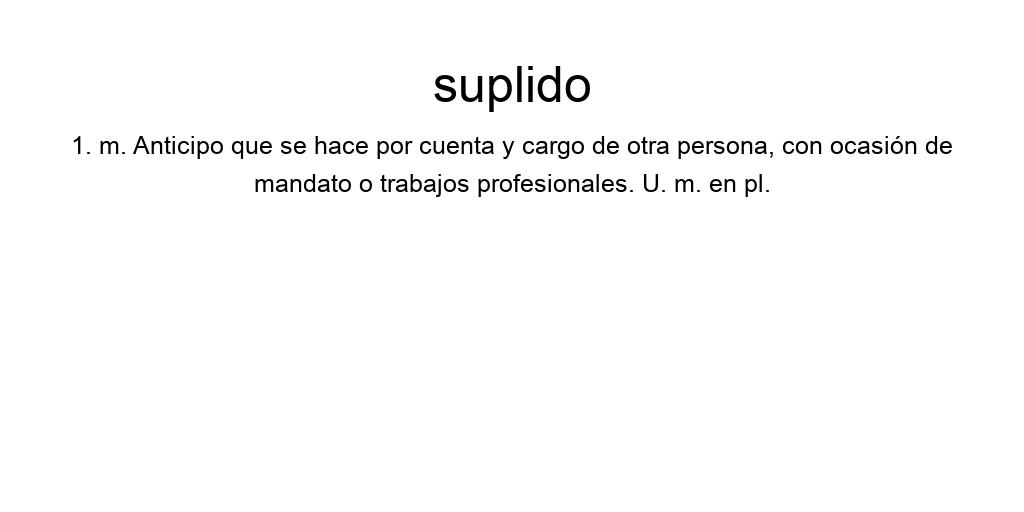 suplido
1. m. Anticipo que se hace por cuenta y cargo de otra persona, con ocasión de
mandato o trabajos profesionales. U. m. en pl.